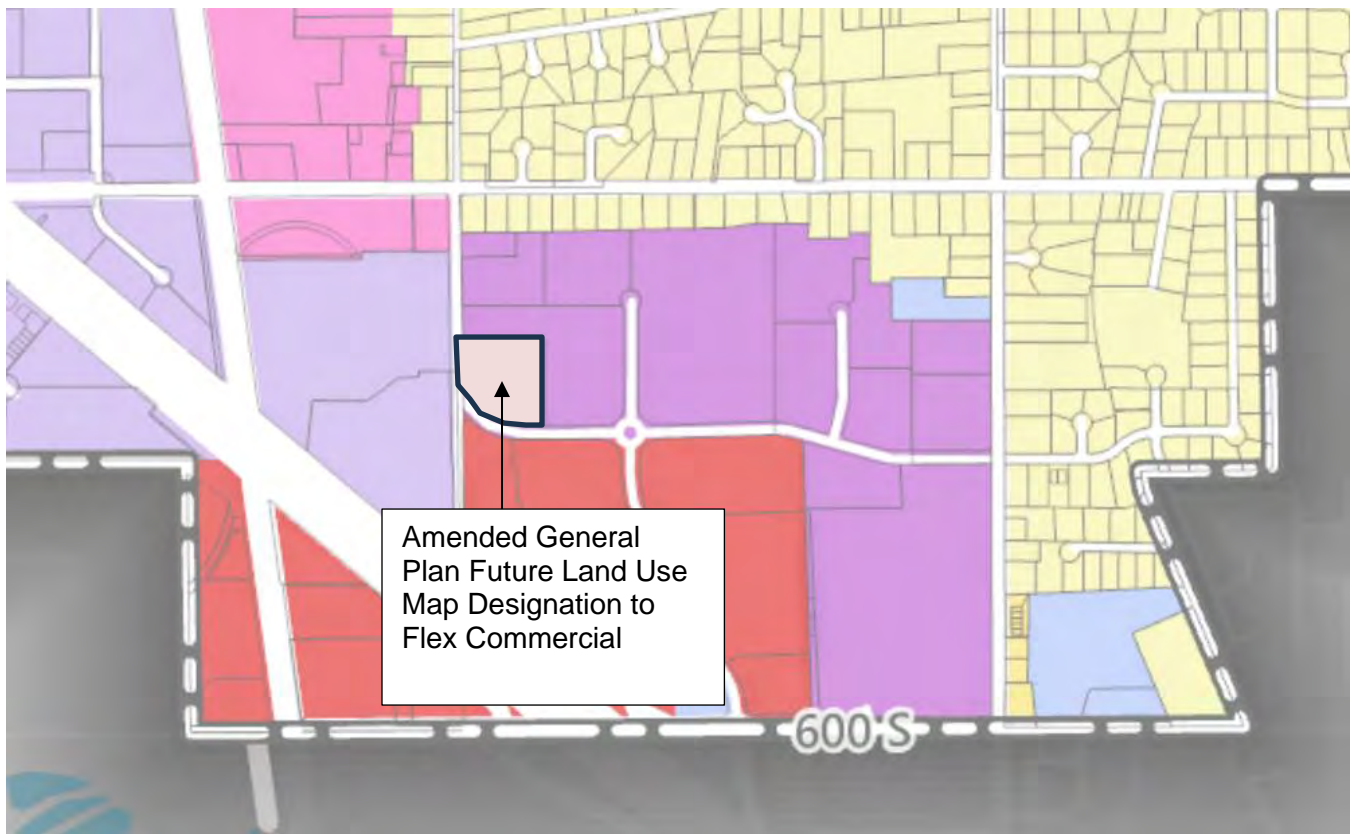 Amended General
Plan Future Land Use
Map Designation to
Flex Commercial
600 S